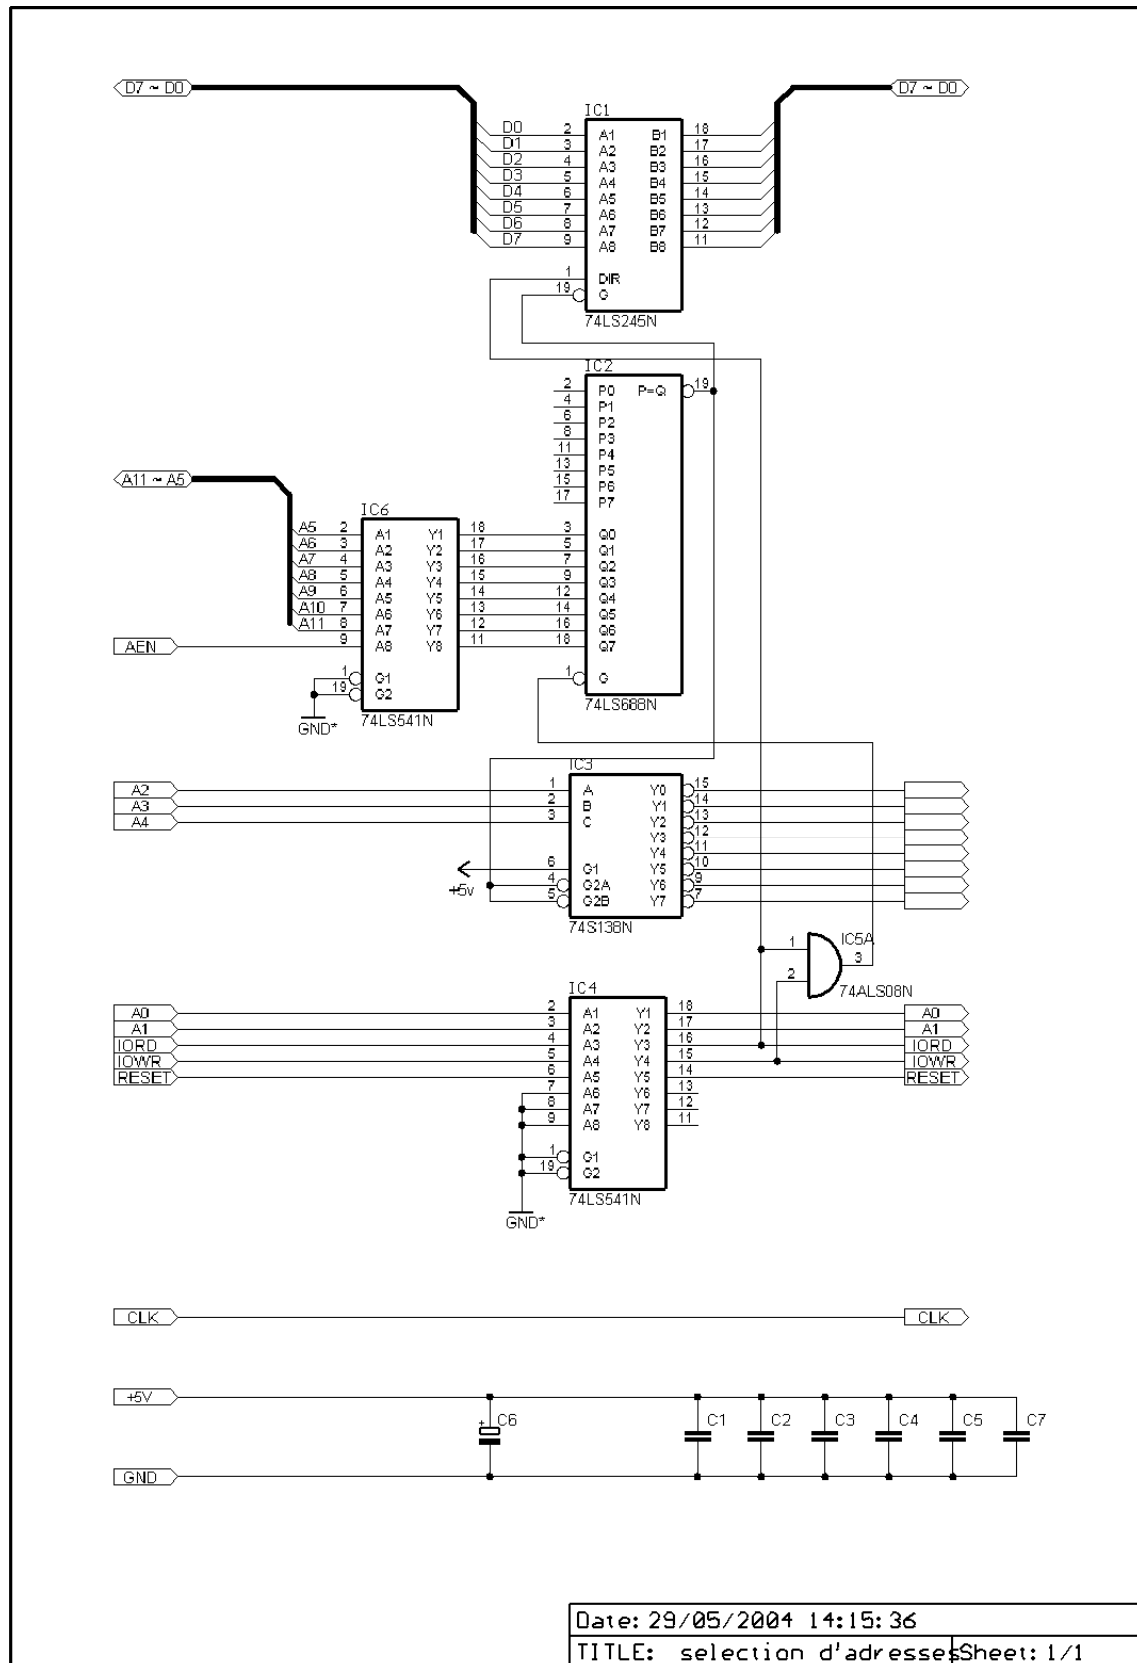 D7 ~ D0
D7 ~ D0
IC1
D0 2 A1 B1 18
D1 3 A2 B2 17
D2 4 A3 B3 16
D3 5 A4 B4 15
D4 6 A5 B5 14
D5 7 A6 B6 13
D6 8 A7 B7 12
D7 9 A8 B8 11
1 DIR
19 G
74LS245N
IC2
2 P0 P=Q 19
4 P1
6 P2
8 P3
11 P4
13 P5
15 P6
17 P7
3 Q0
5 Q1
7 Q2
9 Q3
12 Q4
14 Q5
16 Q6
18 Q7
1 G
74LS688N
A11 ~ A5
IC6
A5 2 A1 Y1 18
A6 3 A2 Y2 17
A7 4 A3 Y3 16
A8 5 A4 Y4 15
A9 6 A5 Y5 14
A10 7 A6 Y6 13
A11 8 A7 Y7 12
AEN 9 A8 Y8 11
1 G1
19 G2
GND*
74LS541N
IC3
A2 1 A Y0 15
A3 2 B Y1 14
A4 3 C Y2 13
Y3 12
Y4 11
6 G1 Y5 10
4 G2A Y6 9
5 G2B Y7 7
+5v
74S138N
IC5A
1
2
3
74ALS08N
IC4
A0 2 A1 Y1 18 A0
A1 3 A2 Y2 17 A1
IORD 4 A3 Y3 16 IORD
IOWR 5 A4 Y4 15 IOWR
RESET 6 A5 Y5 14 RESET
7 A6 Y6 13
8 A7 Y7 12
9 A8 Y8 11
1 G1
19 G2
74LS541N
GND*
CLK
CLK
+5V
+ C6 C1 C2 C3 C4 C5 C7
GND
Date: 29/05/2004 14:15:36
TITLE: selection d'adresses
Sheet: 1/1